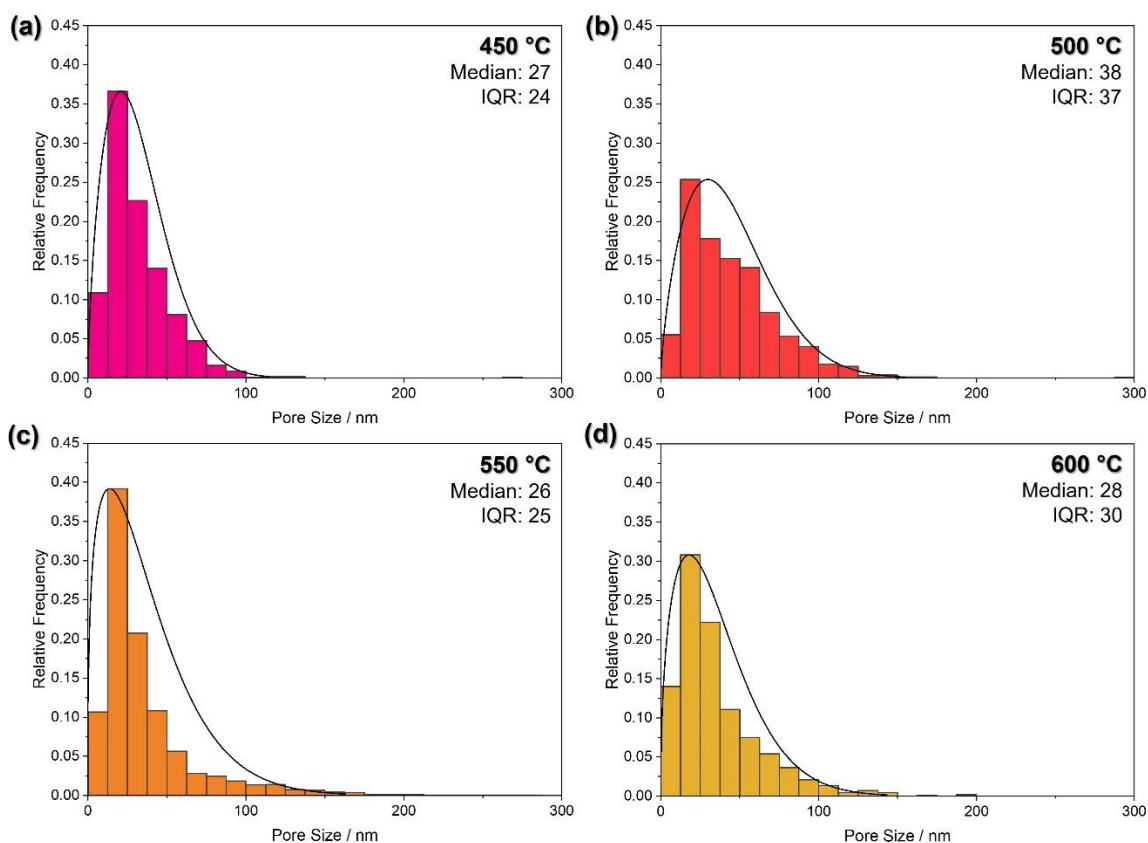 (a)
450 °C
Median: 27
IQR: 24
0.45
0.40
0.35
0.30
0.25
0.20
0.15
0.10
0.05
0.00
Relative Frequency
0
100
200
300
Pore Size / nm
(b)
500 °C
Median: 38
IQR: 37
0.45
0.40
0.35
0.30
0.25
0.20
0.15
0.10
0.05
0.00
Relative Frequency
0
100
200
300
Pore Size / nm
(c)
550 °C
Median: 26
IQR: 25
0.45
0.40
0.35
0.30
0.25
0.20
0.15
0.10
0.05
0.00
Relative Frequency
0
100
200
300
Pore Size / nm
(d)
600 °C
Median: 28
IQR: 30
0.45
0.40
0.35
0.30
0.25
0.20
0.15
0.10
0.05
0.00
Relative Frequency
0
100
200
300
Pore Size / nm